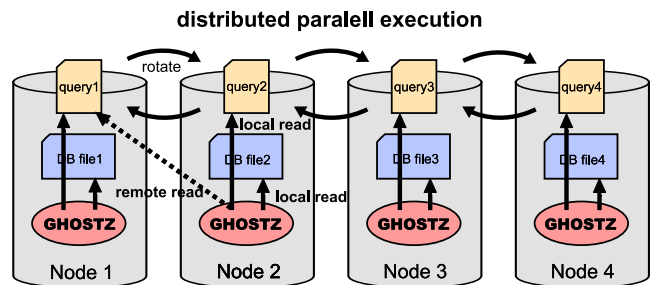 distributed paralell execution
rotate
query1
query2
query3
query4
local read
DB file1
DB file2
DB file3
DB file4
remote read
local read
GHOSTZ
GHOSTZ
GHOSTZ
GHOSTZ
Node 1
Node 2
Node 3
Node 4